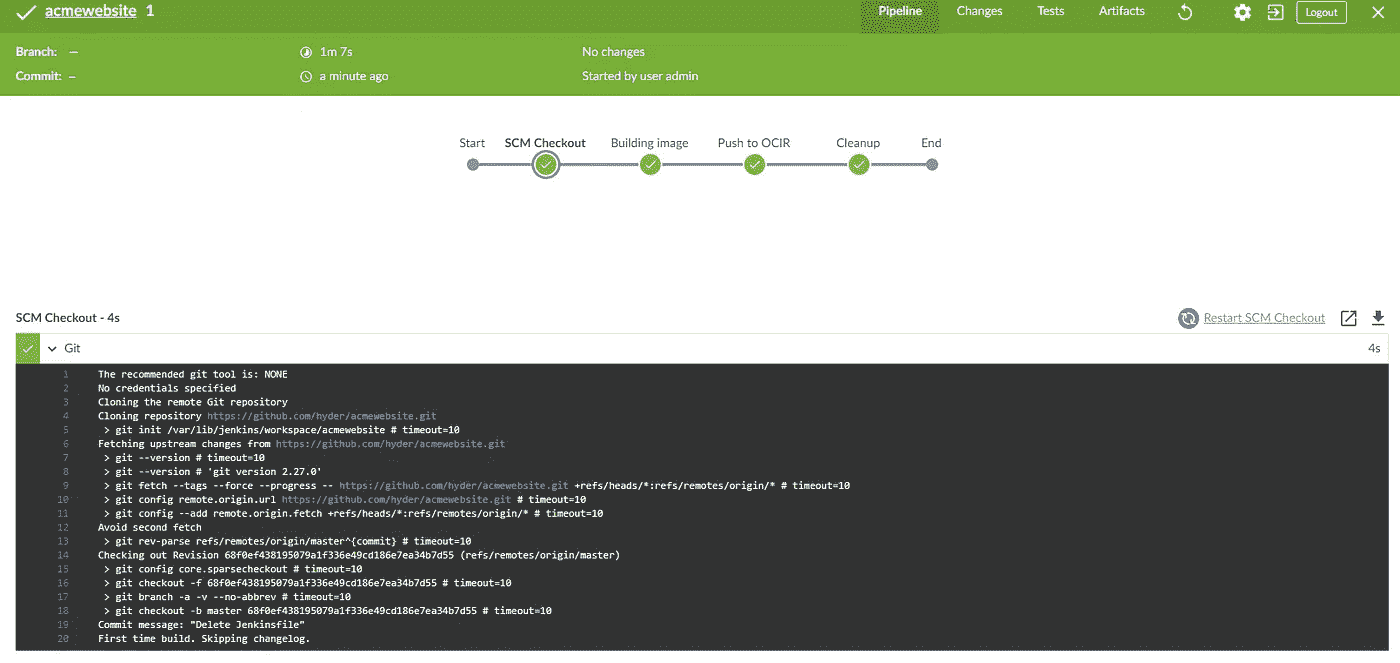 acmewebsite 1 Pipeline Changes Tests Artifacts Logout
Branch: — 1m 7s No changes
Commit: — a minute ago Started by user admin
Start SCM Checkout Building image Push to OCIR Cleanup End
SCM Checkout - 4s Restart SCM Checkout
Git 4s
1 The recommended git tool is: NONE
2 No credentials specified
3 Cloning the remote Git repository
4 Cloning repository https://github.com/hyder/acmewebsite.git
5 > git init /var/lib/jenkins/workspace/acmewebsite # timeout=10
6 Fetching upstream changes from https://github.com/hyder/acmewebsite.git
7 > git --version # timeout=10
8 > git --version # 'git version 2.27.0'
9 > git fetch --tags --force --progress -- https://github.com/hyder/acmewebsite.git +refs/heads/*:refs/remotes/origin/* # timeout=10
10 > git config remote.origin.url https://github.com/hyder/acmewebsite.git # timeout=10
11 > git config --add remote.origin.fetch +refs/heads/*:refs/remotes/origin/* # timeout=10
12 Avoid second fetch
13 > git rev-parse refs/remotes/origin/master^{commit} # timeout=10
14 Checking out Revision 68f0ef438195079a1f336e49cd186e7ea34b7d55 (refs/remotes/origin/master)
15 > git config core.sparsecheckout # timeout=10
16 > git checkout -f 68f0ef438195079a1f336e49cd186e7ea34b7d55 # timeout=10
17 > git branch -a -v --no-abbrev # timeout=10
18 > git checkout -b master 68f0ef438195079a1f336e49cd186e7ea34b7d55 # timeout=10
19 Commit message: "Delete Jenkinsfile"
20 First time build. Skipping changelog.